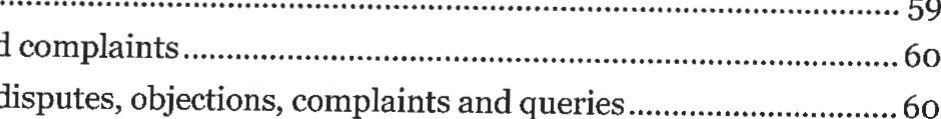 ........................................................................................ 59
d complaints....................................................................... 60
disputes, objections, complaints and queries........................... 60